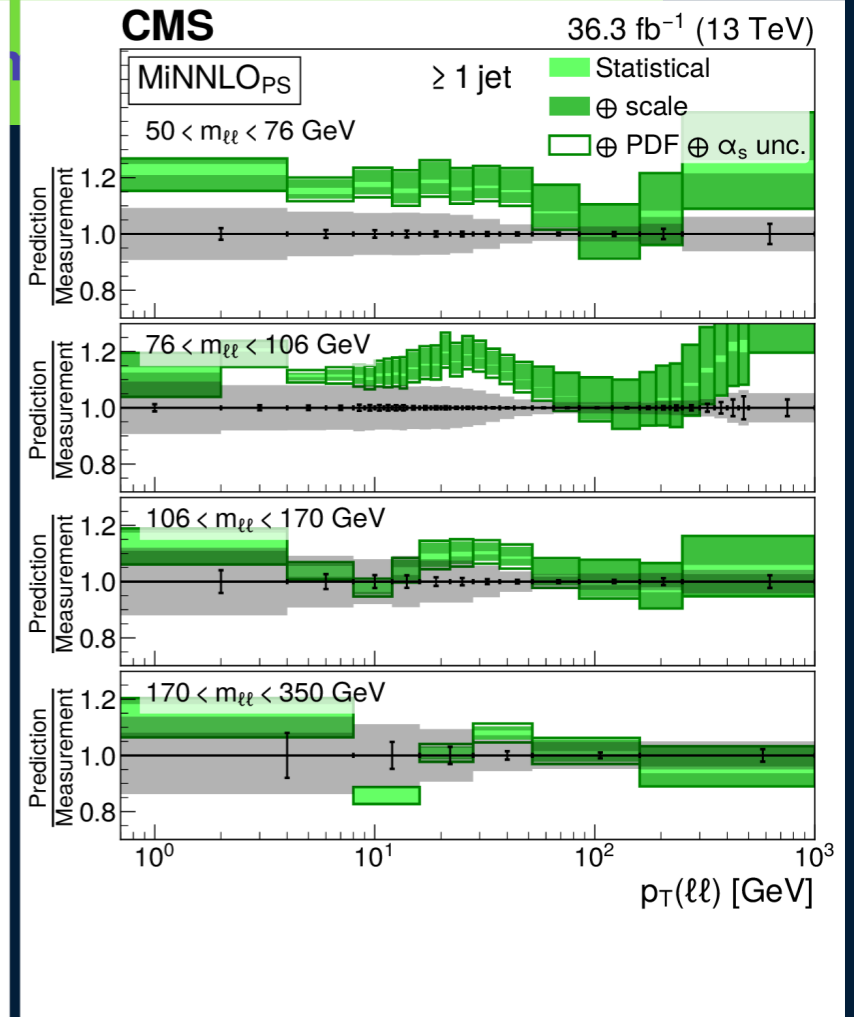 CMS
36.3 fb⁻¹ (13 TeV)
MiNNLO_PS
≥ 1 jet
Statistical
⊕ scale
⊕ PDF ⊕ α_s unc.
50 < m_ℓℓ < 76 GeV
Prediction
Measurement
1.2
1.0
0.8
76 < m_ℓℓ < 106 GeV
Prediction
Measurement
1.2
1.0
0.8
106 < m_ℓℓ < 170 GeV
Prediction
Measurement
1.2
1.0
0.8
170 < m_ℓℓ < 350 GeV
Prediction
Measurement
1.2
1.0
0.8
10⁰ 10¹ 10² 10³
p_T(ℓℓ) [GeV]